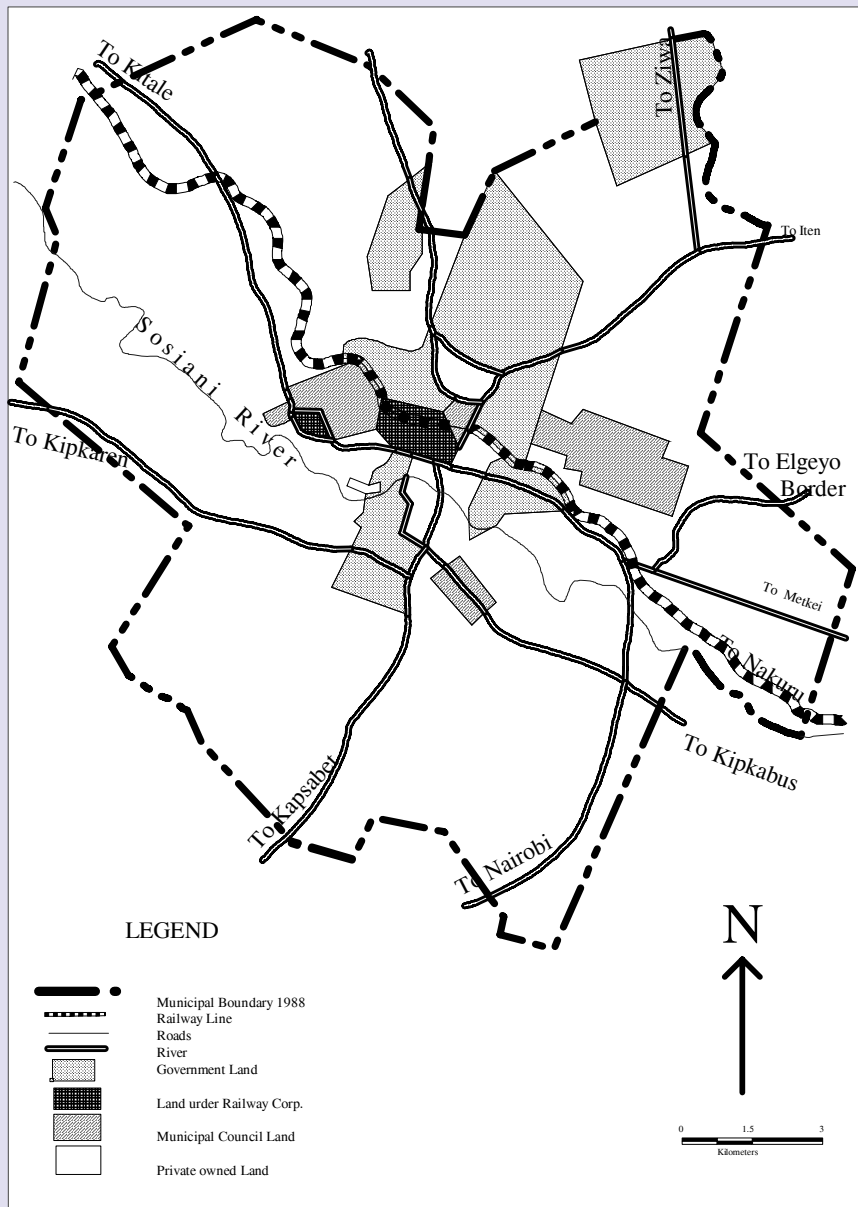 To Kitale
To Ziwa
To Iten
Sosiani River
To Kipkaren
To Elgeyo
Border
To Metkei
To Nakuru
To Kipkabus
To Kapsabet
To Nairobi
LEGEND
N
Municipal Boundary 1988
Railway Line
Roads
River
Government Land
Land under Railway Corp.
Municipal Council Land
Private owned Land
0 1.5 3
Kilometers